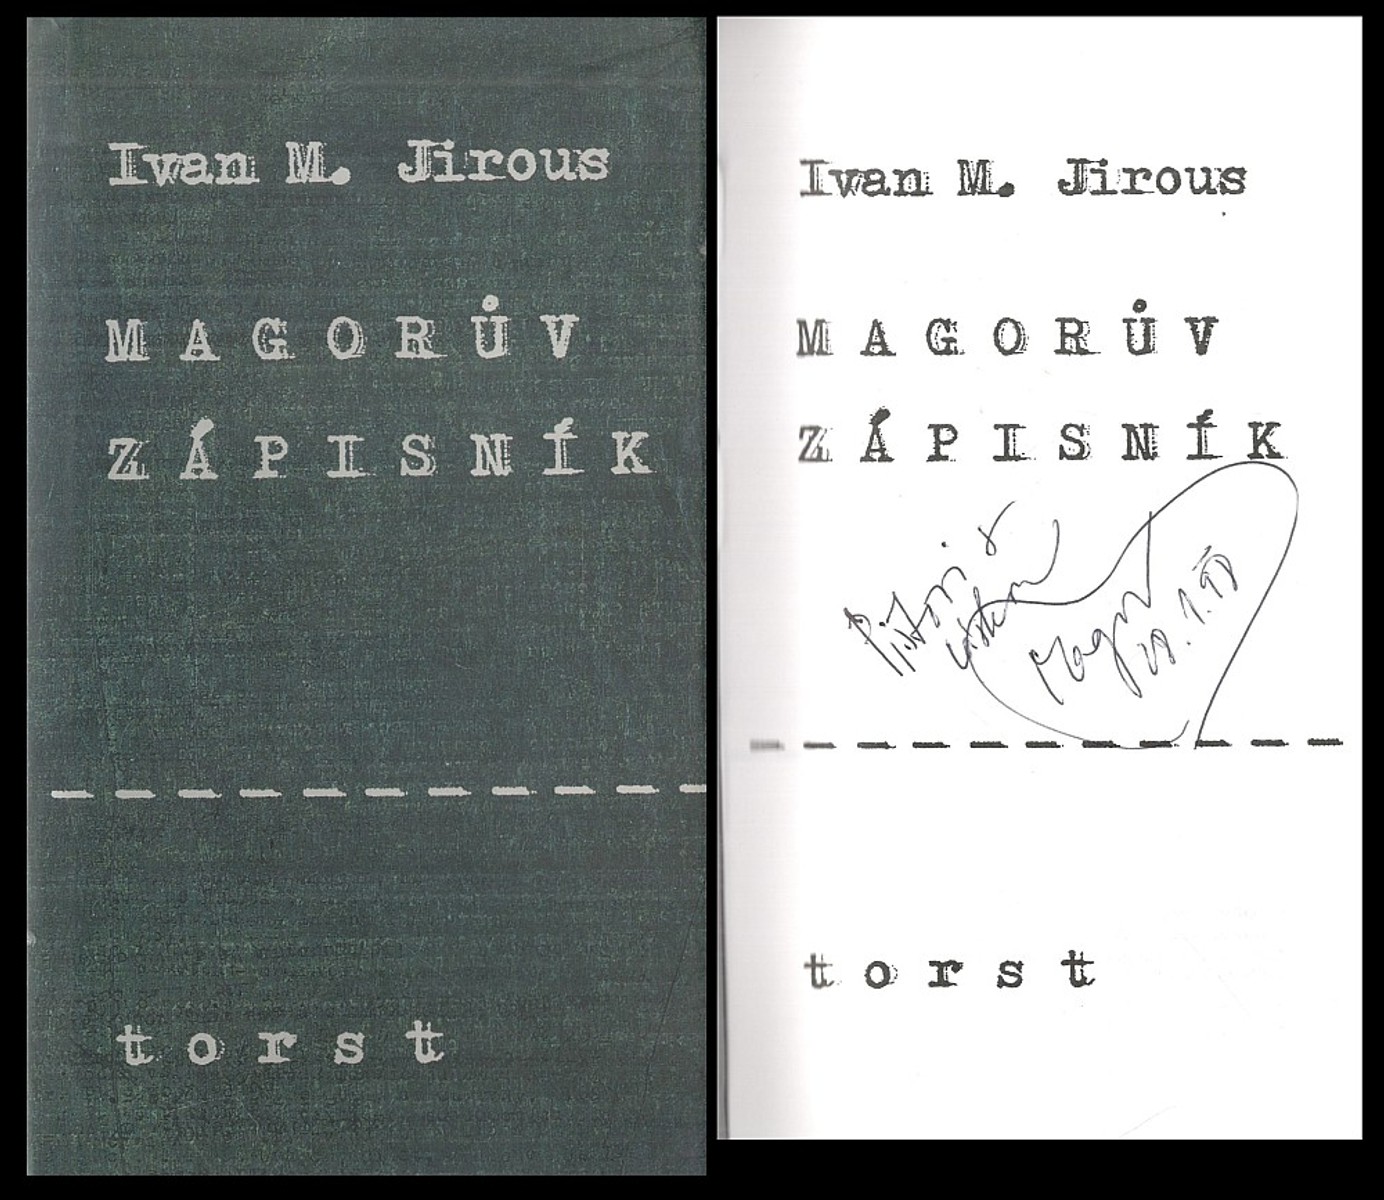 Ivan M. Jirous
MAGORŮV
ZÁPISNÍK
torst
Ivan M. Jirous
MAGORŮV
ZÁPISNÍK
Magor
torst